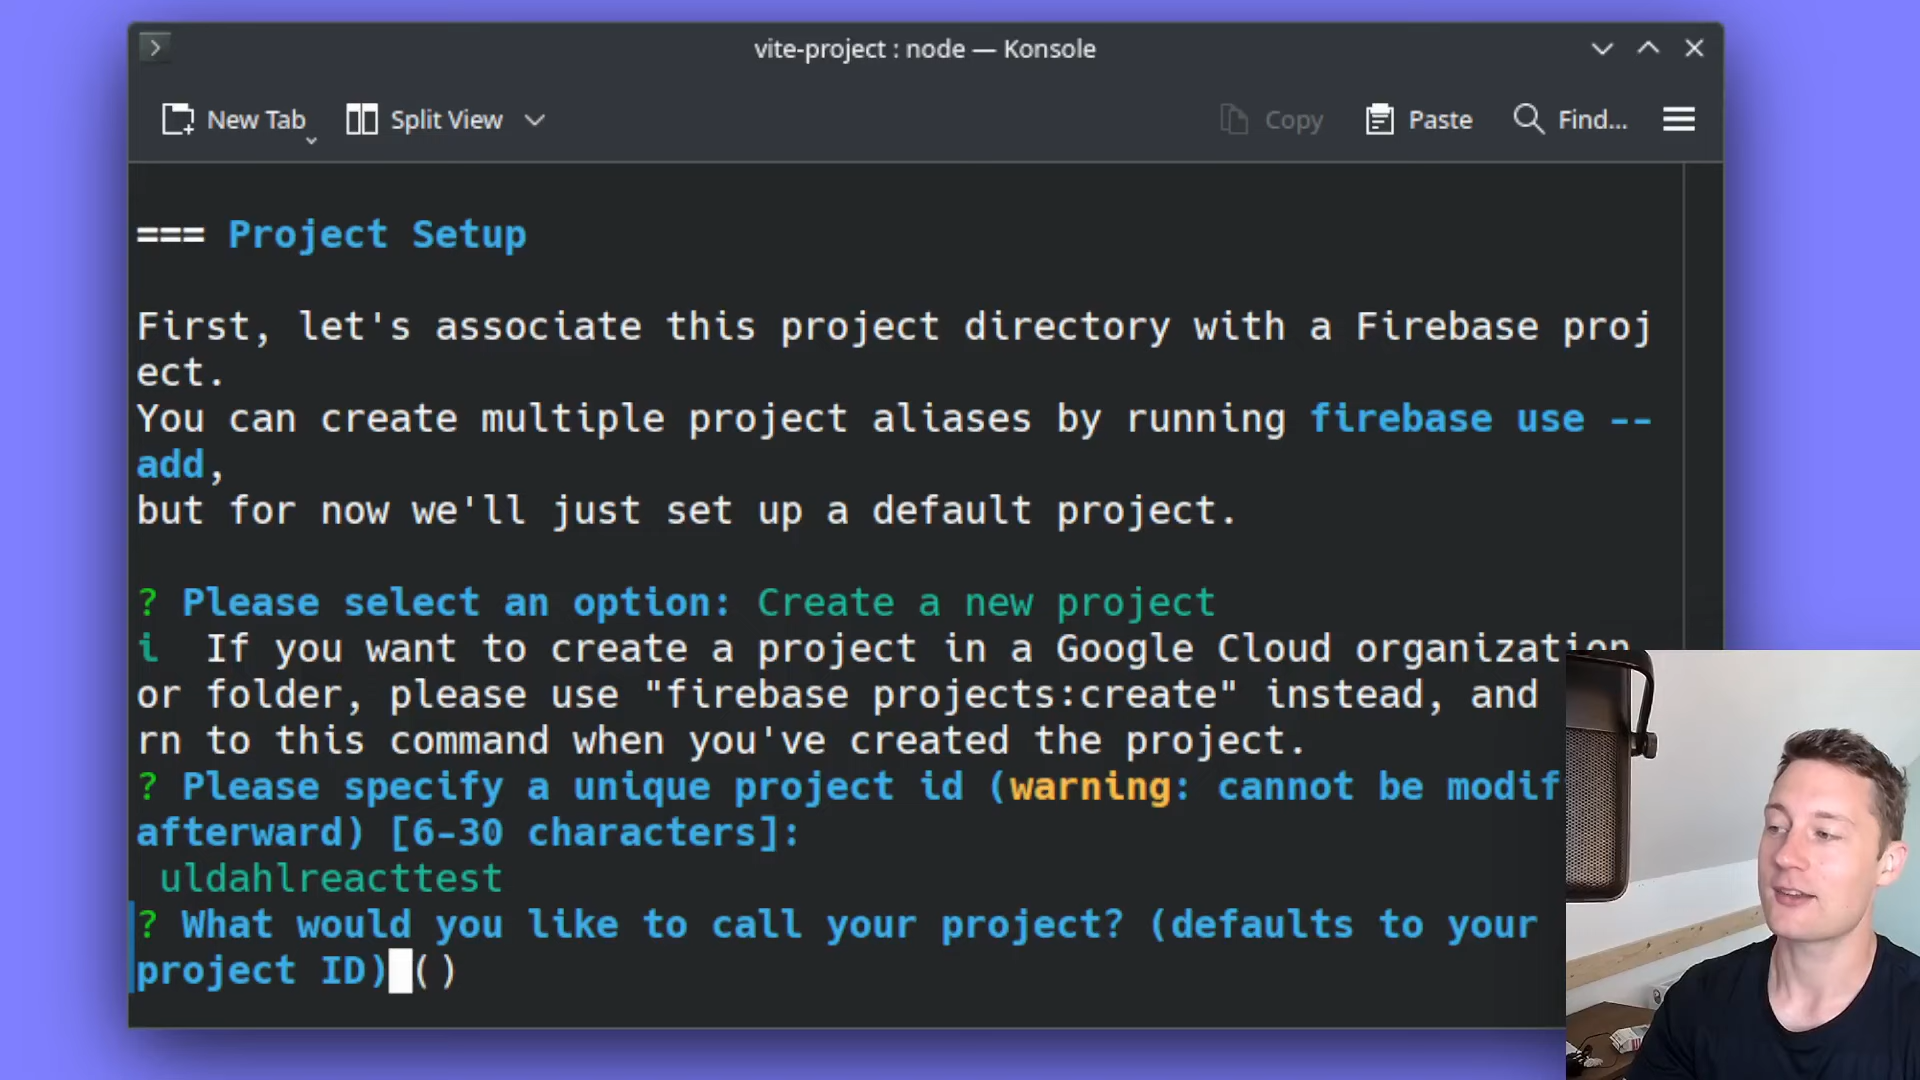 vite-project : node — Konsole
New Tab
Split View
Copy
Paste
Find...
=== Project Setup
First, let's associate this project directory with a Firebase proj
ect.
You can create multiple project aliases by running firebase use --
add,
but for now we'll just set up a default project.
? Please select an option: Create a new project
i  If you want to create a project in a Google Cloud organization
or folder, please use "firebase projects:create" instead, and
rn to this command when you've created the project.
? Please specify a unique project id (warning: cannot be modif
afterward) [6-30 characters]:
uldahlreacttest
? What would you like to call your project? (defaults to your
project ID) ()